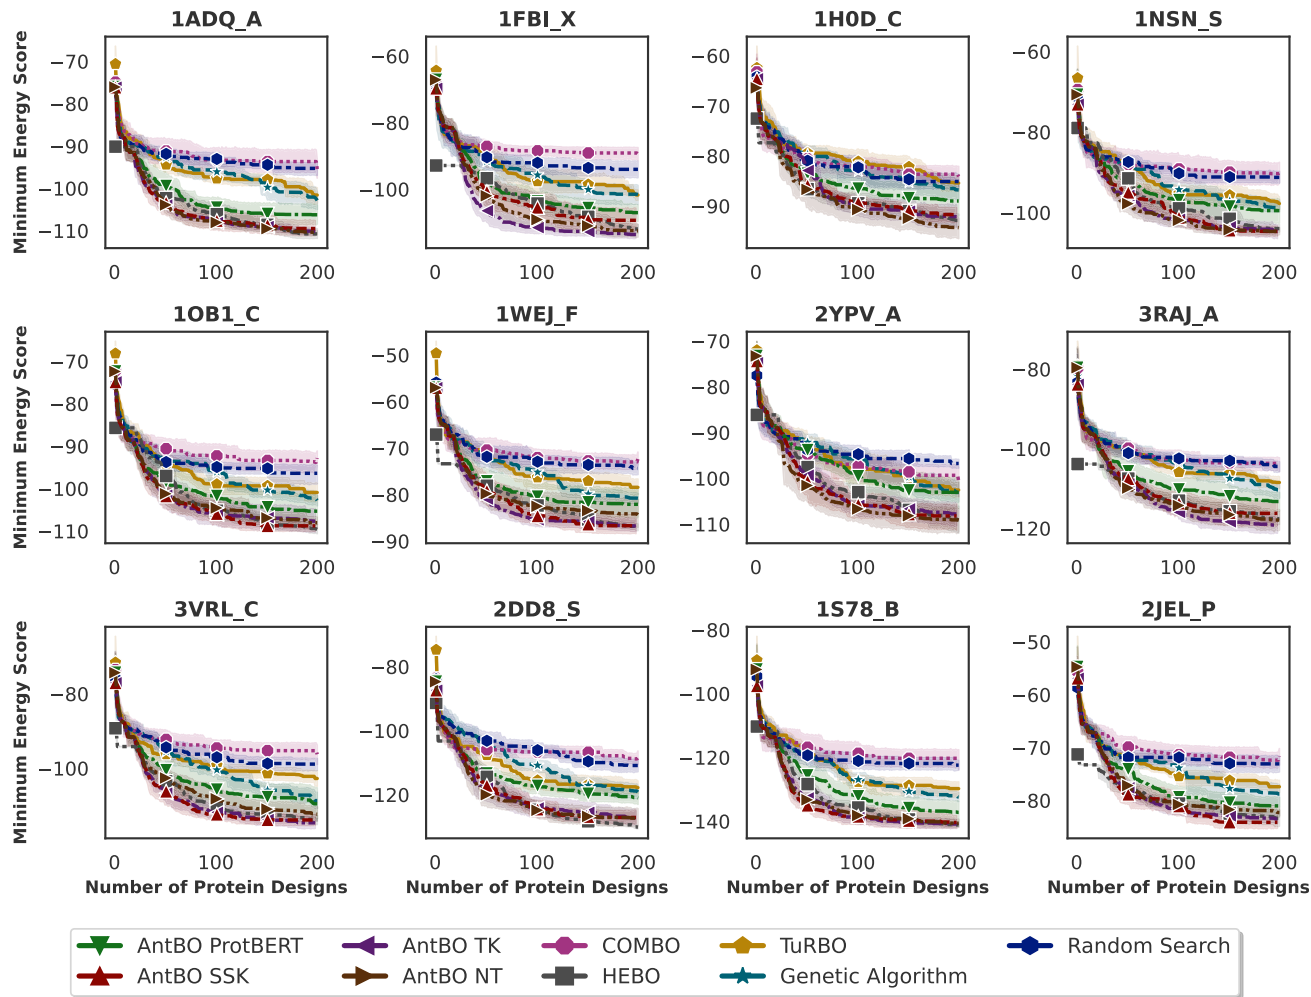 1ADQ_A 1FBI_X 1H0D_C 1NSN_S
Minimum Energy Score
−70 −80 −90 −100 −110
0 100 200
−60 −80 −100
0 100 200
−60 −70 −80 −90
0 100 200
−60 −80 −100
0 100 200
1OB1_C 1WEJ_F 2YPV_A 3RAJ_A
Minimum Energy Score
−70 −80 −90 −100 −110
0 100 200
−50 −60 −70 −80 −90
0 100 200
−70 −80 −90 −100 −110
0 100 200
−80 −100 −120
0 100 200
3VRL_C 2DD8_S 1S78_B 2JEL_P
Minimum Energy Score
−80 −100
0 100 200
−80 −100 −120
0 100 200
−80 −100 −120 −140
0 100 200
−50 −60 −70 −80
0 100 200
Number of Protein Designs Number of Protein Designs Number of Protein Designs Number of Protein Designs
AntBO ProtBERT AntBO TK COMBO TuRBO Random Search
AntBO SSK AntBO NT HEBO Genetic Algorithm